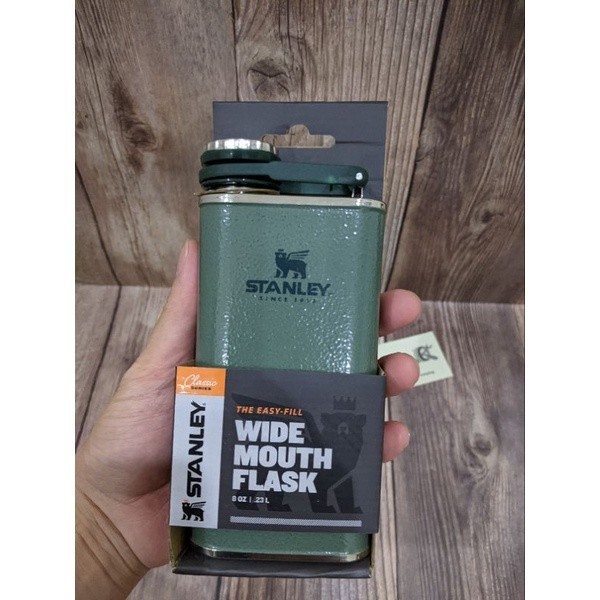 STANLEY
SINCE 1913
Classic
SERIES
STANLEY
THE EASY-FILL
WIDE
MOUTH
FLASK
8 OZ | .23 L